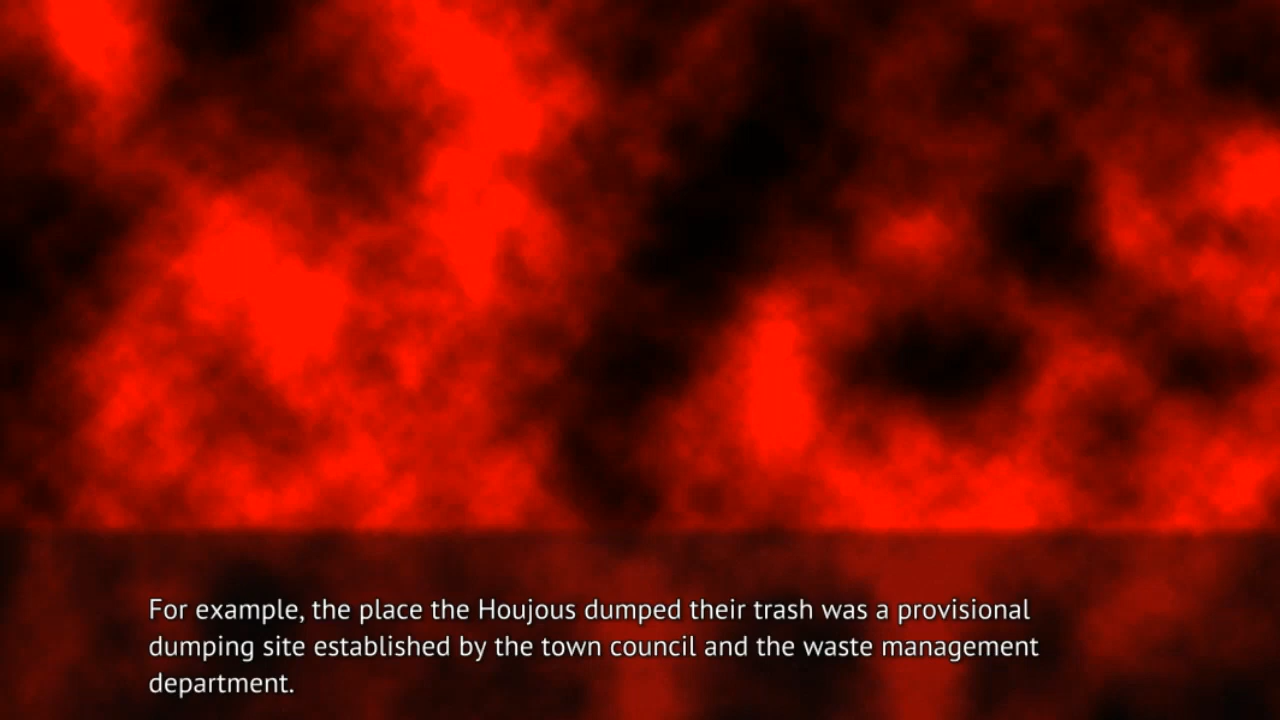 For example, the place the Houjous dumped their trash was a provisional
dumping site established by the town council and the waste management
department.